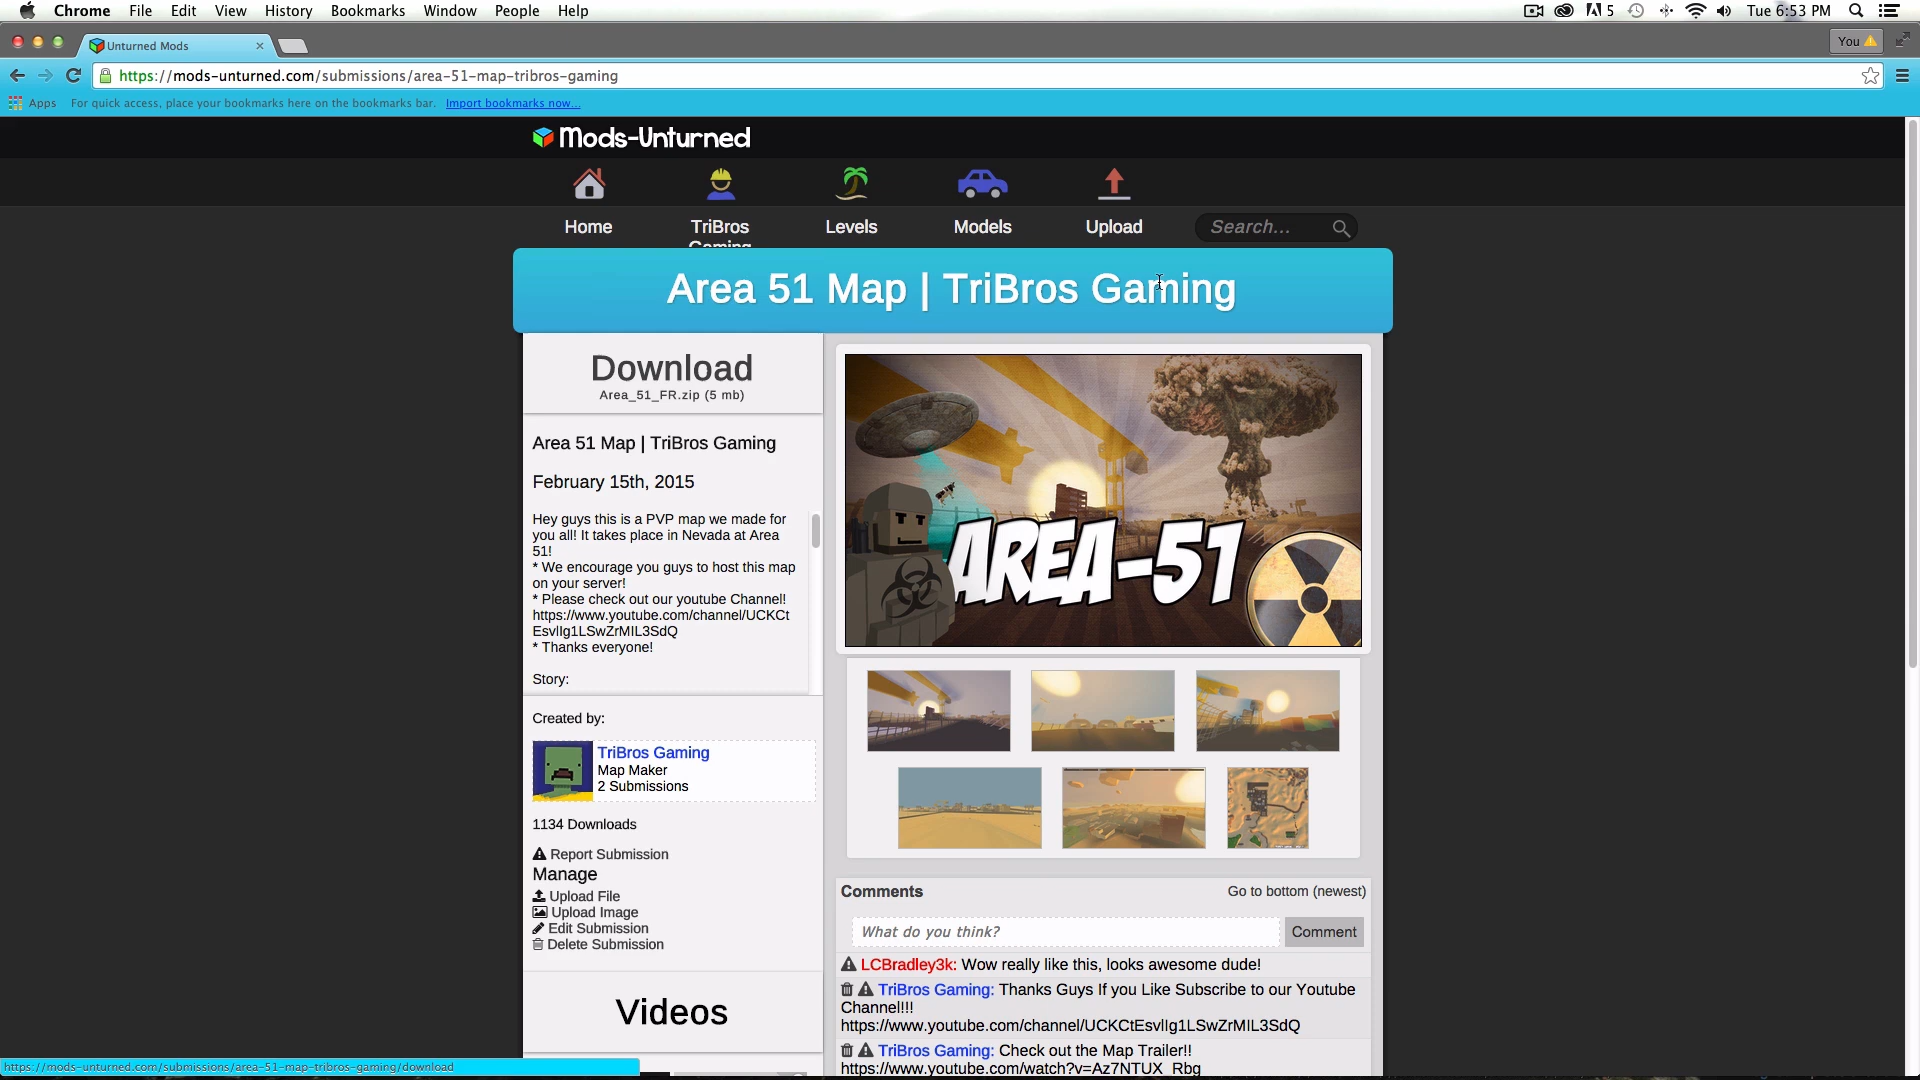 Chrome File Edit View History Bookmarks Window People Help
5 Tue 6:53 PM
Unturned Mods
You
https://mods-unturned.com/submissions/area-51-map-tribros-gaming
Apps For quick access, place your bookmarks here on the bookmarks bar. Import bookmarks now...
Mods-Unturned
Home TriBros Levels Models Upload Search...
Gaming
Area 51 Map | TriBros Gaming
Download
Area_51_FR.zip (5 mb)
Area 51 Map | TriBros Gaming
February 15th, 2015
Hey guys this is a PVP map we made for
you all! It takes place in Nevada at Area
51!
* We encourage you guys to host this map
on your server!
* Please check out our youtube Channel!
https://www.youtube.com/channel/UCKCt
EsvlIg1LSwZrMIL3SdQ
* Thanks everyone!
Story:
Created by:
TriBros Gaming
Map Maker
2 Submissions
1134 Downloads
Report Submission
Manage
Upload File
Upload Image
Edit Submission
Delete Submission
Videos
AREA-51
Comments Go to bottom (newest)
What do you think? Comment
LCBradley3k: Wow really like this, looks awesome dude!
TriBros Gaming: Thanks Guys If you Like Subscribe to our Youtube
Channel!!!
https://www.youtube.com/channel/UCKCtEsvlIg1LSwZrMIL3SdQ
TriBros Gaming: Check out the Map Trailer!!
https://www.youtube.com/watch?v=Az7NTUX_Rbg
https://mods-unturned.com/submissions/area-51-map-tribros-gaming/download